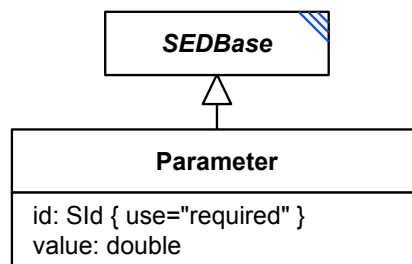 SEDBase
Parameter
id: SId { use="required" }
value: double